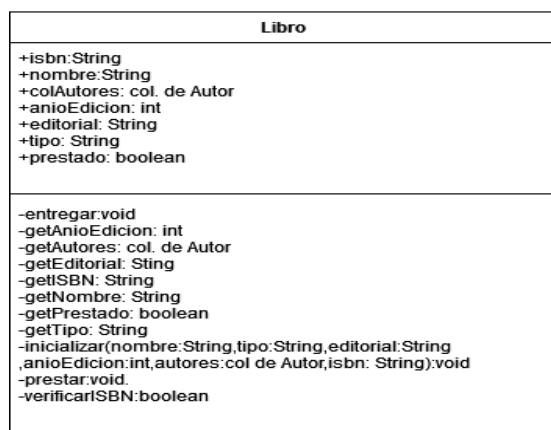 Libro
+isbn:String
+nombre:String
+colAutores: col. de Autor
+anioEdicion: int
+editorial: String
+tipo: String
+prestado: boolean
-entregar:void
-getAnioEdicion: int
-getAutores: col. de Autor
-getEditorial: Sting
-getISBN: String
-getNombre: String
-getPrestado: boolean
-getTipo: String
-inicializar(nombre:String,tipo:String,editorial:String
,anioEdicion:int,autores:col de Autor,isbn: String):void
-prestar:void.
-verificarISBN:boolean